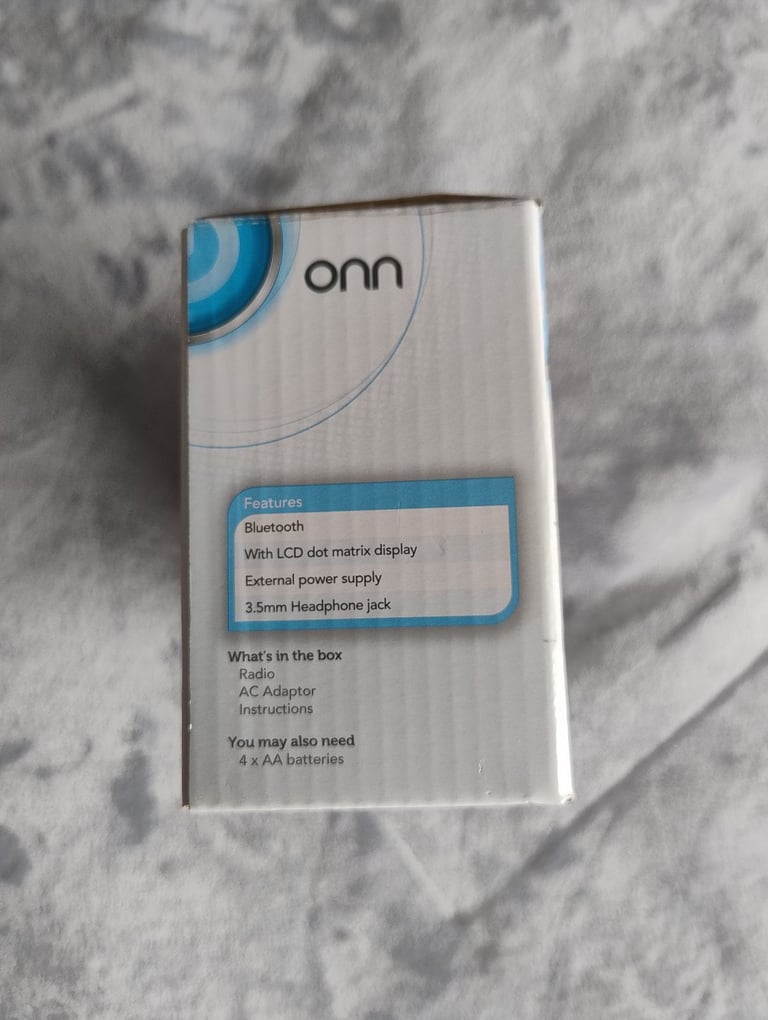 onn
Features
Bluetooth
With LCD dot matrix display
External power supply
3.5mm Headphone jack
What's in the box
Radio
AC Adaptor
Instructions
You may also need
4 x AA batteries